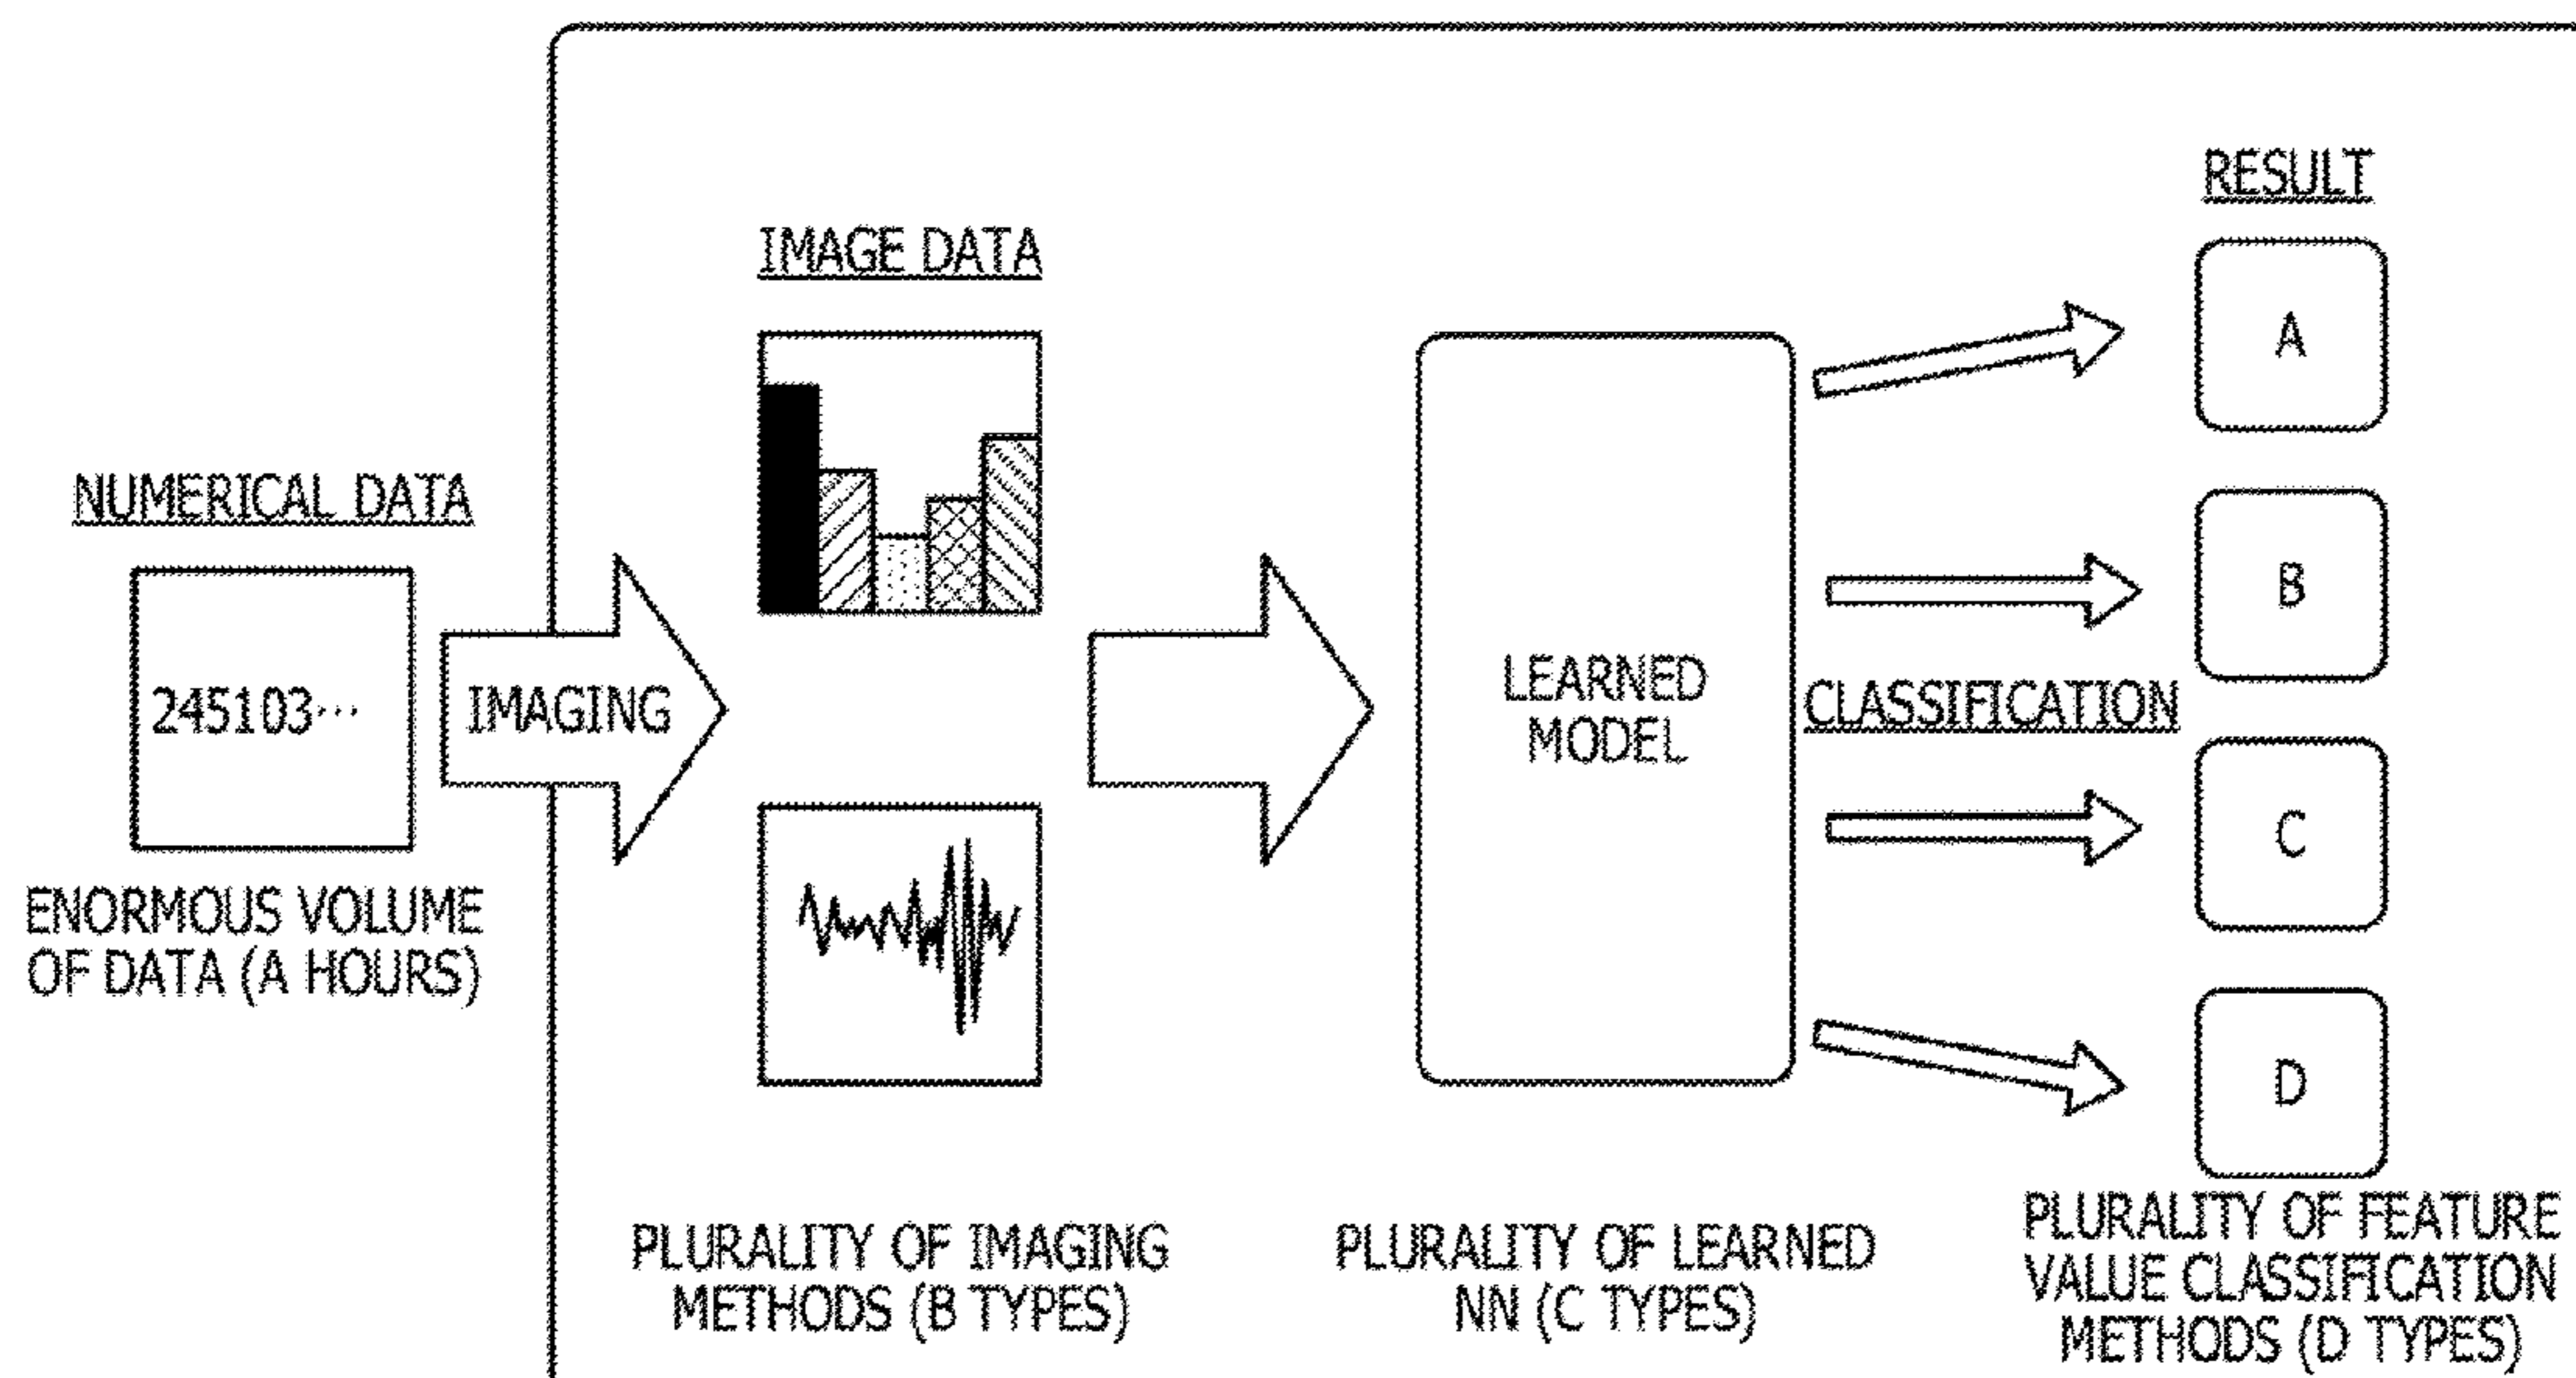 NUMERICAL DATA
245103···
ENORMOUS VOLUME
OF DATA (A HOURS)
IMAGING
IMAGE DATA
PLURALITY OF IMAGING
METHODS (B TYPES)
LEARNED
MODEL
PLURALITY OF LEARNED
NN (C TYPES)
CLASSIFICATION
RESULT
A
B
C
D
PLURALITY OF FEATURE
VALUE CLASSIFICATION
METHODS (D TYPES)